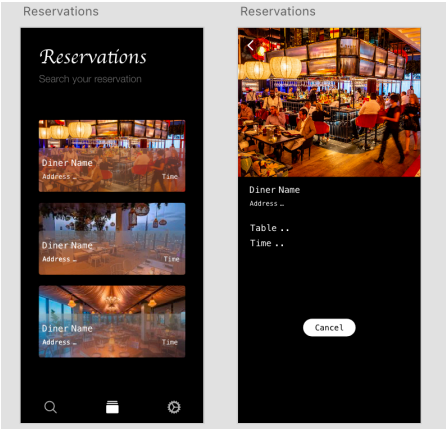 Reservations
Reservations
Search your reservation
Diner Name
Address ..
Time
Diner Name
Address ..
Time
Diner Name
Address ..
Time
Reservations
Diner Name
Address ..
Table ..
Time ..
Cancel